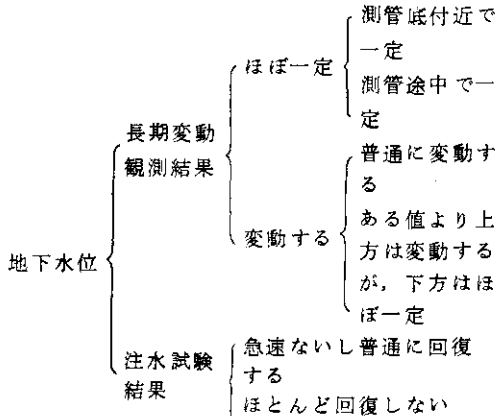 測管底付近で
一定
ほぼ一定
測管途中で一
定
長期変動
観測結果
普通に変動す
る
変動する
ある値より上
方は変動する
が，下方はほ
ぼ一定
地下水位
注水試験
結果
急速ないし普通に回復
する
ほとんど回復しない